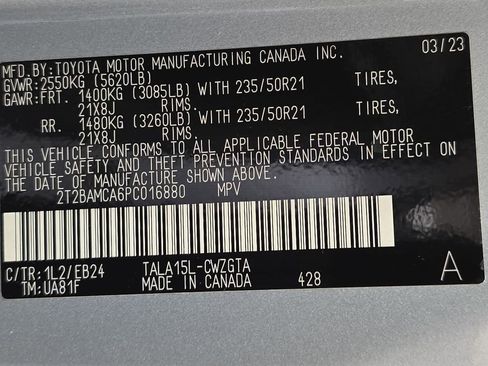 MFD.BY:TOYOTA MOTOR MANUFACTURING CANADA INC. 03/23
GVWR:2550KG (5620LB)
GAWR:FRT. 1400KG (3085LB) WITH 235/50R21 TIRES,
21X8J RIMS.
RR. 1480KG (3260LB) WITH 235/50R21 TIRES,
21X8J RIMS.
THIS VEHICLE CONFORMS TO ALL APPLICABLE FEDERAL MOTOR
VEHICLE SAFETY AND THEFT PREVENTION STANDARDS IN EFFECT ON
THE DATE OF MANUFACTURE SHOWN ABOVE.
2T2BAMCA6PC016880 MPV
C/TR:1L2/EB24 TALA15L-CWZGTA A
TM:UA81F MADE IN CANADA 428